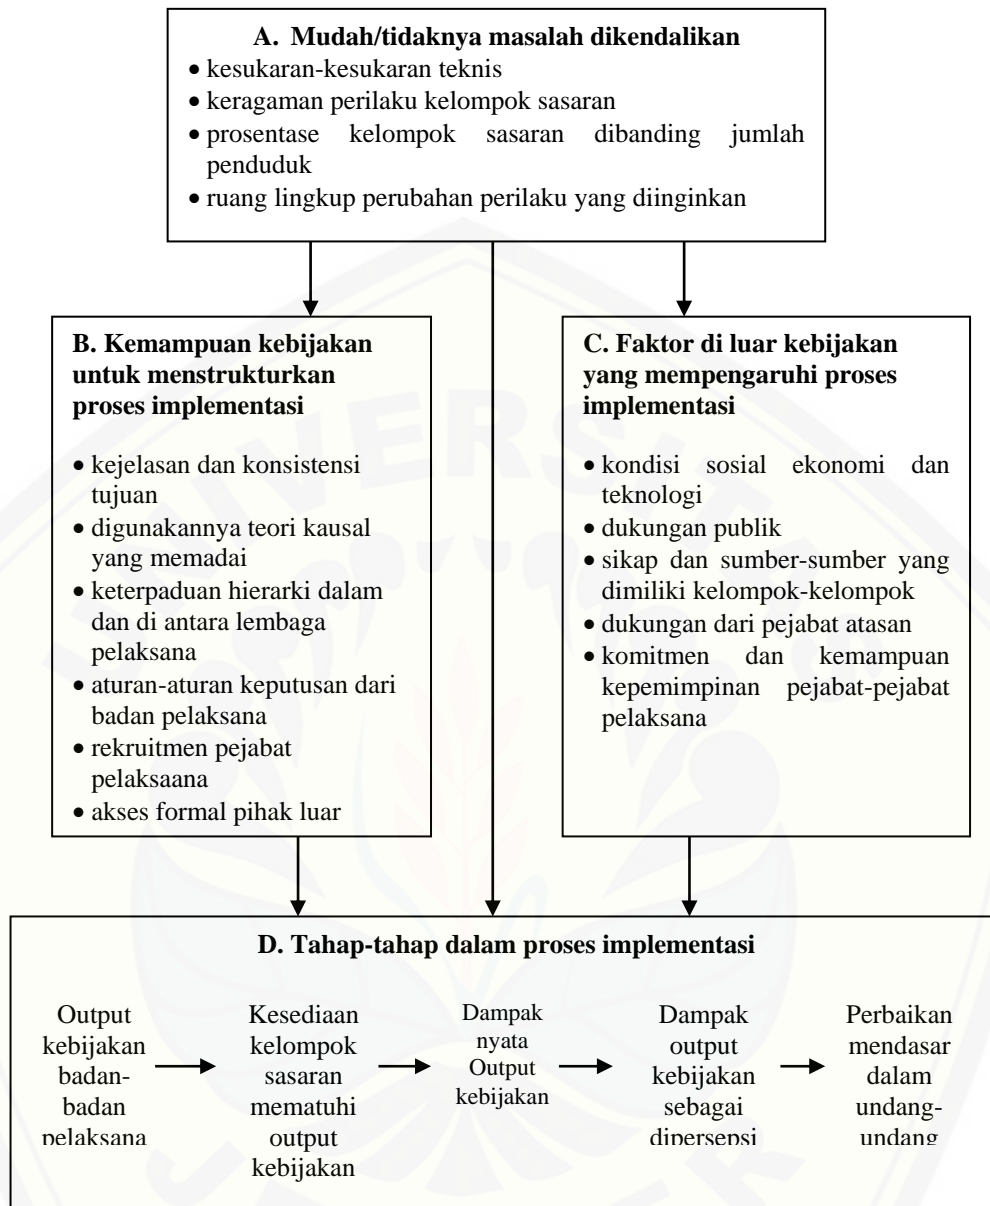 A. Mudah/tidaknya masalah dikendalikan
• kesukaran-kesukaran teknis
• keragaman perilaku kelompok sasaran
• prosentase kelompok sasaran dibanding jumlah
penduduk
• ruang lingkup perubahan perilaku yang diinginkan
B. Kemampuan kebijakan
untuk menstrukturkan
proses implementasi
• kejelasan dan konsistensi
tujuan
• digunakannya teori kausal
yang memadai
• keterpaduan hierarki dalam
dan di antara lembaga
pelaksana
• aturan-aturan keputusan dari
badan pelaksana
• rekruitmen pejabat
pelaksaana
• akses formal pihak luar
C. Faktor di luar kebijakan
yang mempengaruhi proses
implementasi
• kondisi sosial ekonomi dan
teknologi
• dukungan publik
• sikap dan sumber-sumber yang
dimiliki kelompok-kelompok
• dukungan dari pejabat atasan
• komitmen dan kemampuan
kepemimpinan pejabat-pejabat
pelaksana
D. Tahap-tahap dalam proses implementasi
Output
kebijakan
badan-
badan
pelaksana
Kesediaan
kelompok
sasaran
mematuhi
output
kebijakan
Dampak
nyata
Output
kebijakan
Dampak
output
kebijakan
sebagai
dipersepsi
Perbaikan
mendasar
dalam
undang-
undang
UNIVERSITAS
JEMBER